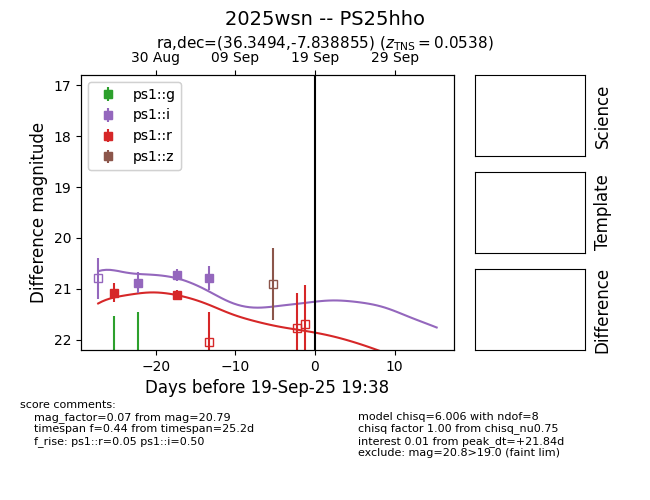 2025wsn -- PS25hho
ra,dec=(36.3494,-7.838855) (z_TNS = 0.0538)
30 Aug 09 Sep 19 Sep 29 Sep
17
18
19
20
21
22
Difference magnitude
ps1::g
ps1::i
ps1::r
ps1::z
−20 −10 0 10
Days before 19-Sep-25 19:38
Science
Template
Difference
score comments:
mag_factor=0.07 from mag=20.79
timespan f=0.44 from timespan=25.2d
f_rise: ps1::r=0.05 ps1::i=0.50
model chisq=6.006 with ndof=8
chisq factor 1.00 from chisq_nu0.75
interest 0.01 from peak_dt=+21.84d
exclude: mag=20.8>19.0 (faint lim)